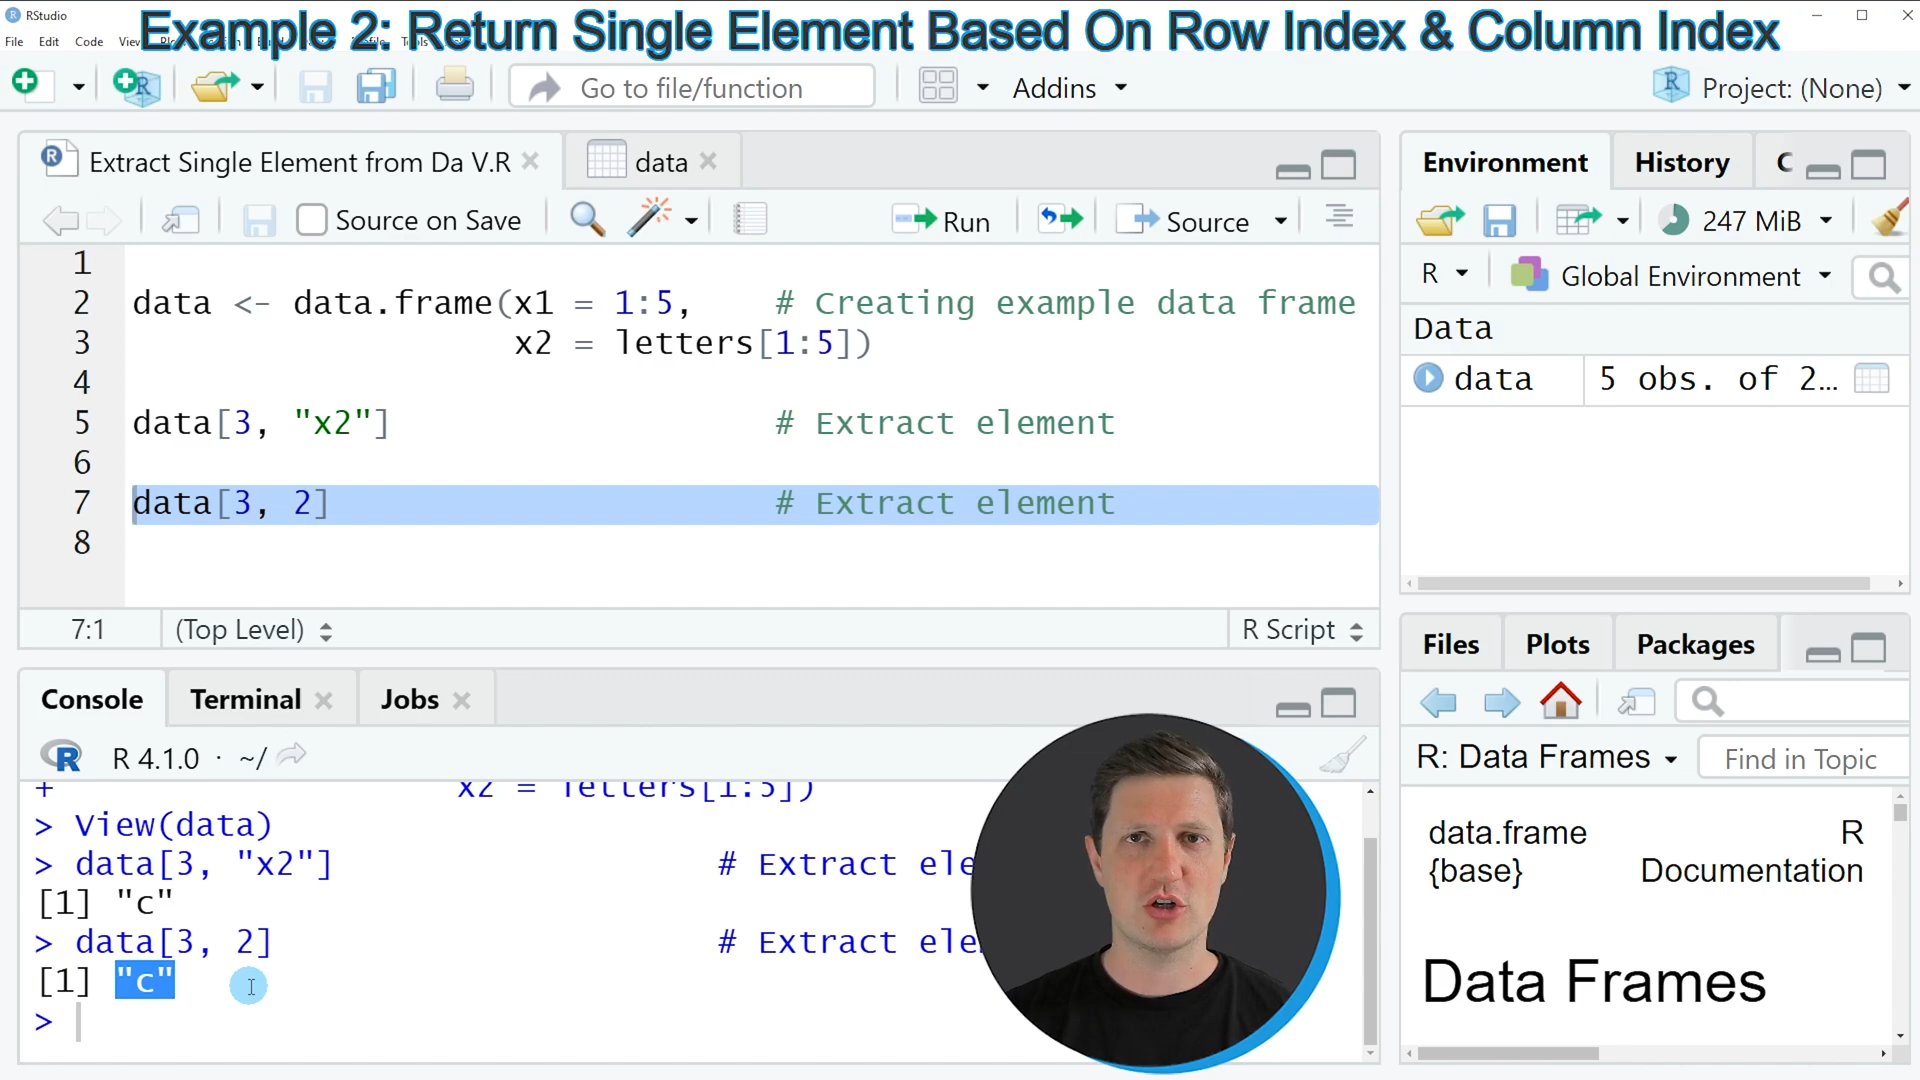 RStudio
Example 2: Return Single Element Based On Row Index & Column Index
File Edit Code
Go to file/function
Addins
Project: (None)
Extract Single Element from Da V.R
data
Source on Save
Run
Source
1
2 data <- data.frame(x1 = 1:5, # Creating example data frame
3 x2 = letters[1:5])
4
5 data[3, "x2"] # Extract element
6
7 data[3, 2] # Extract element
8
7:1 (Top Level) R Script
Console Terminal Jobs
R 4.1.0 · ~/
+ x2 = letters[1:5])
> View(data)
> data[3, "x2"] # Extract ele
[1] "c"
> data[3, 2] # Extract ele
[1] "c"
>
Environment History C
247 MiB
R Global Environment
Data
data 5 obs. of 2…
Files Plots Packages
R: Data Frames Find in Topic
data.frame R
{base} Documentation
Data Frames